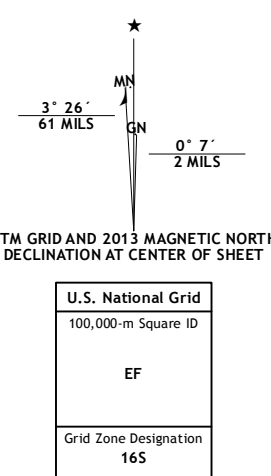 ★
MN
3° 26´
61 MILS
GN
0° 7´
2 MILS
TM GRID AND 2013 MAGNETIC NORTH
DECLINATION AT CENTER OF SHEET
U.S. National Grid
100,000-m Square ID
EF
Grid Zone Designation
16S